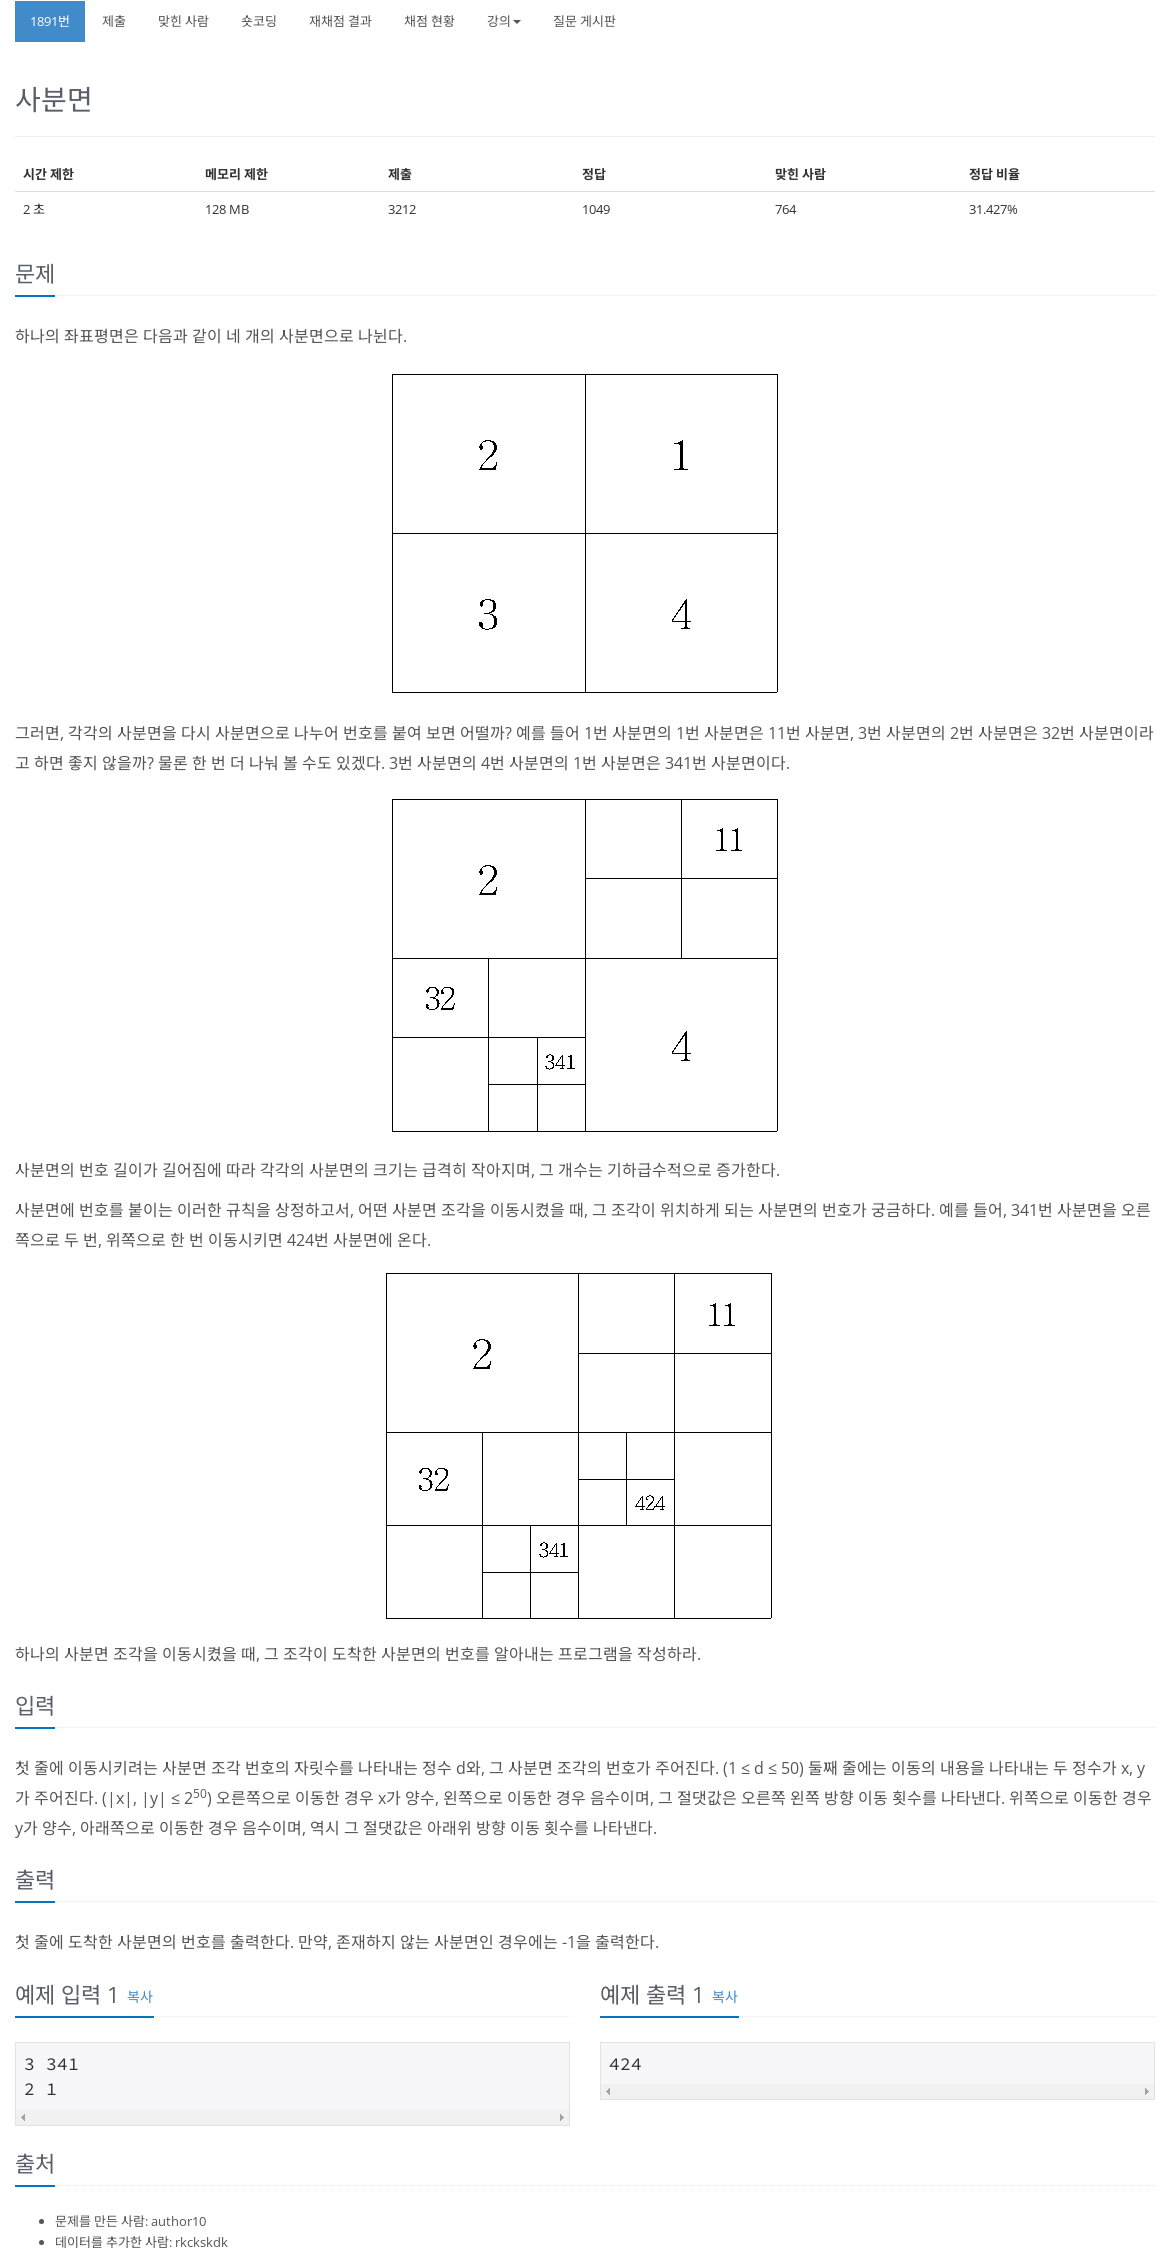 1891번 제출 맞힌 사람 숏코딩 재채점 결과 채점 현황 강의 질문 게시판
사분면
시간 제한 메모리 제한 제출 정답 맞힌 사람 정답 비율
2 초 128 MB 3212 1049 764 31.427%
문제
하나의 좌표평면은 다음과 같이 네 개의 사분면으로 나뉜다.
2 1
3 4
그러면, 각각의 사분면을 다시 사분면으로 나누어 번호를 붙여 보면 어떨까? 예를 들어 1번 사분면의 1번 사분면은 11번 사분면, 3번 사분면의 2번 사분면은 32번 사분면이라
고 하면 좋지 않을까? 물론 한 번 더 나눠 볼 수도 있겠다. 3번 사분면의 4번 사분면의 1번 사분면은 341번 사분면이다.
11
2
32
4
341
사분면의 번호 길이가 길어짐에 따라 각각의 사분면의 크기는 급격히 작아지며, 그 개수는 기하급수적으로 증가한다.
사분면에 번호를 붙이는 이러한 규칙을 상정하고서, 어떤 사분면 조각을 이동시켰을 때, 그 조각이 위치하게 되는 사분면의 번호가 궁금하다. 예를 들어, 341번 사분면을 오른
쪽으로 두 번, 위쪽으로 한 번 이동시키면 424번 사분면에 온다.
11
2
32
424
341
하나의 사분면 조각을 이동시켰을 때, 그 조각이 도착한 사분면의 번호를 알아내는 프로그램을 작성하라.
입력
첫 줄에 이동시키려는 사분면 조각 번호의 자릿수를 나타내는 정수 d와, 그 사분면 조각의 번호가 주어진다. (1 ≤ d ≤ 50) 둘째 줄에는 이동의 내용을 나타내는 두 정수가 x, y
가 주어진다. (|x|, |y| ≤ 2⁵⁰) 오른쪽으로 이동한 경우 x가 양수, 왼쪽으로 이동한 경우 음수이며, 그 절댓값은 오른쪽 왼쪽 방향 이동 횟수를 나타낸다. 위쪽으로 이동한 경우
y가 양수, 아래쪽으로 이동한 경우 음수이며, 역시 그 절댓값은 아래위 방향 이동 횟수를 나타낸다.
출력
첫 줄에 도착한 사분면의 번호를 출력한다. 만약, 존재하지 않는 사분면인 경우에는 -1을 출력한다.
예제 입력 1 복사
3 341
2 1
예제 출력 1 복사
424
출처
문제를 만든 사람: author10
데이터를 추가한 사람: rkckskdk